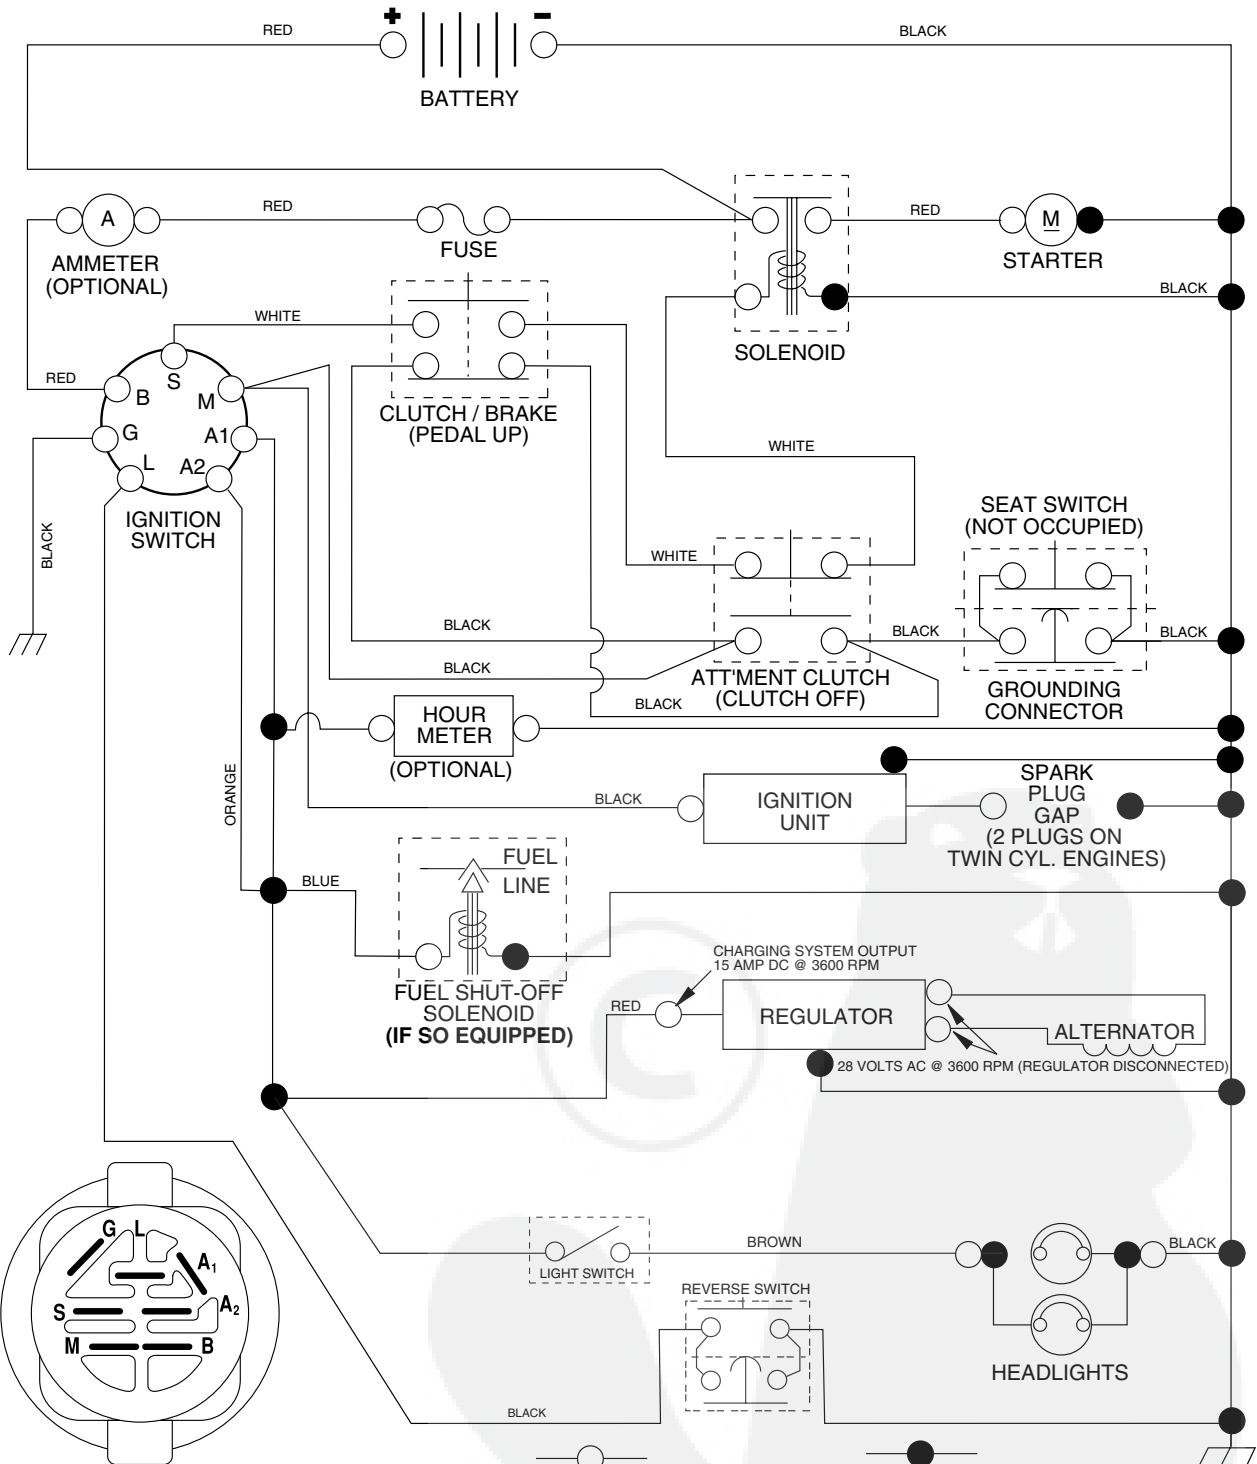 +
−
RED
BLACK
BATTERY
A
RED
FUSE
RED
M
STARTER
AMMETER
(OPTIONAL)
BLACK
SOLENOID
WHITE
RED
S
B
M
G
A1
L
A2
IGNITION
SWITCH
CLUTCH / BRAKE
(PEDAL UP)
WHITE
BLACK
SEAT SWITCH
(NOT OCCUPIED)
WHITE
BLACK
BLACK
BLACK
BLACK
BLACK
ATT'MENT CLUTCH
(CLUTCH OFF)
GROUNDING
CONNECTOR
HOUR
METER
(OPTIONAL)
ORANGE
BLACK
IGNITION
UNIT
SPARK
PLUG
GAP
(2 PLUGS ON
TWIN CYL. ENGINES)
FUEL
LINE
BLUE
FUEL SHUT-OFF
SOLENOID
(IF SO EQUIPPED)
CHARGING SYSTEM OUTPUT
15 AMP DC @ 3600 RPM
RED
REGULATOR
ALTERNATOR
28 VOLTS AC @ 3600 RPM (REGULATOR DISCONNECTED)
©
LIGHT SWITCH
BROWN
BLACK
HEADLIGHTS
REVERSE SWITCH
BLACK
G L
A1
A2
S
M
B